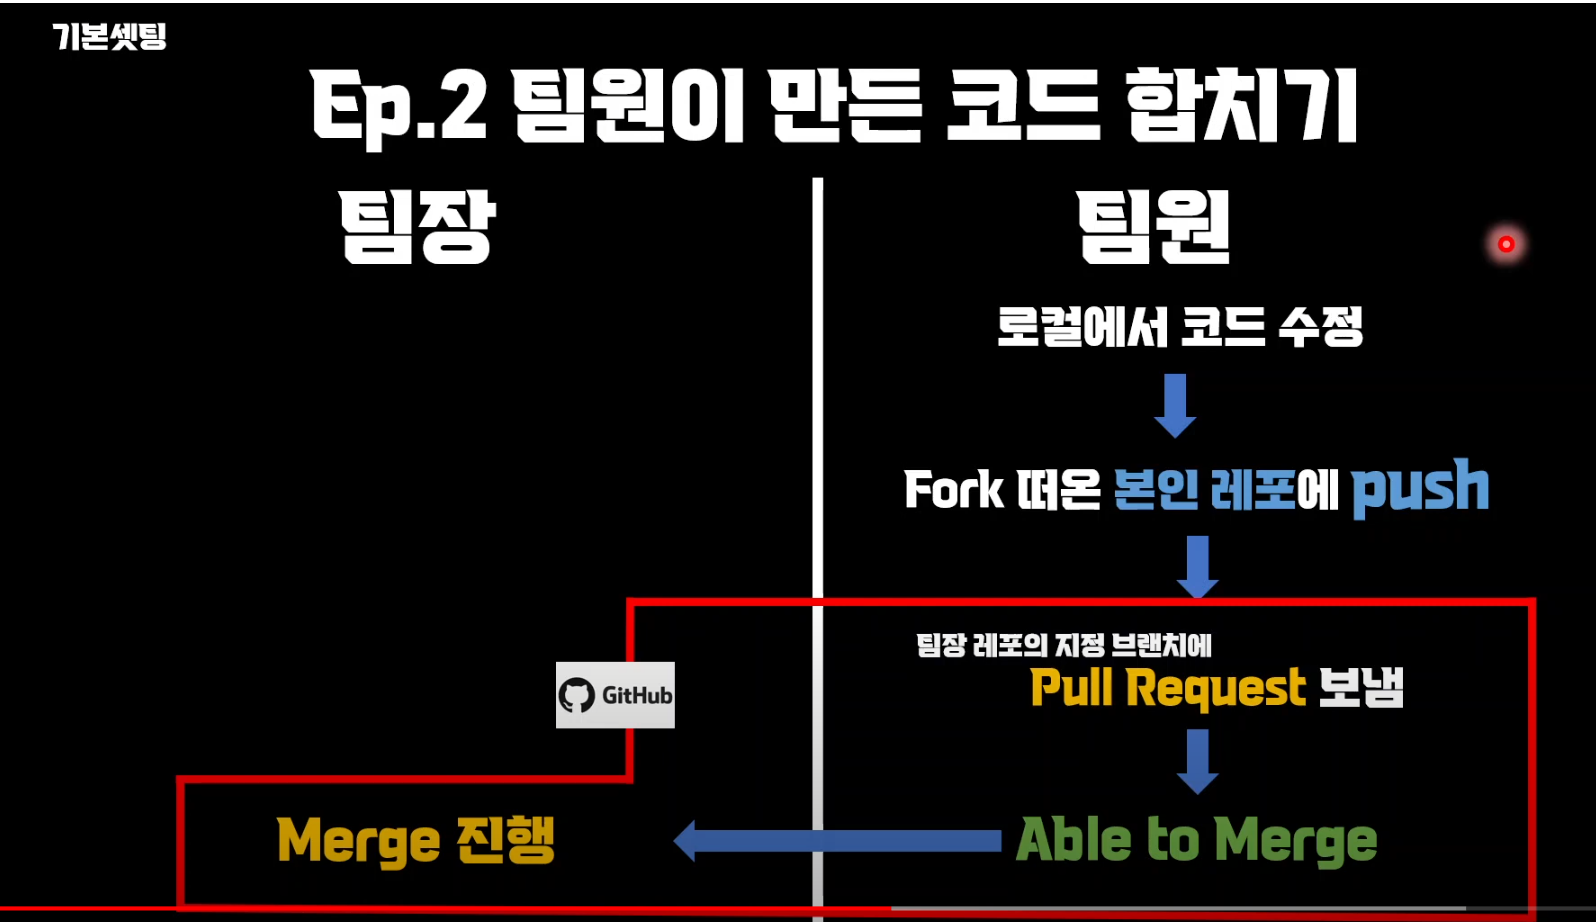 기본셋팅
Ep.2 팀원이 만든 코드 합치기
팀장
팀원
로컬에서 코드 수정
Fork 떠온 본인 레포에 push
팀장 레포의 지정 브랜치에
Pull Request 보냄
GitHub
Merge 진행
Able to Merge